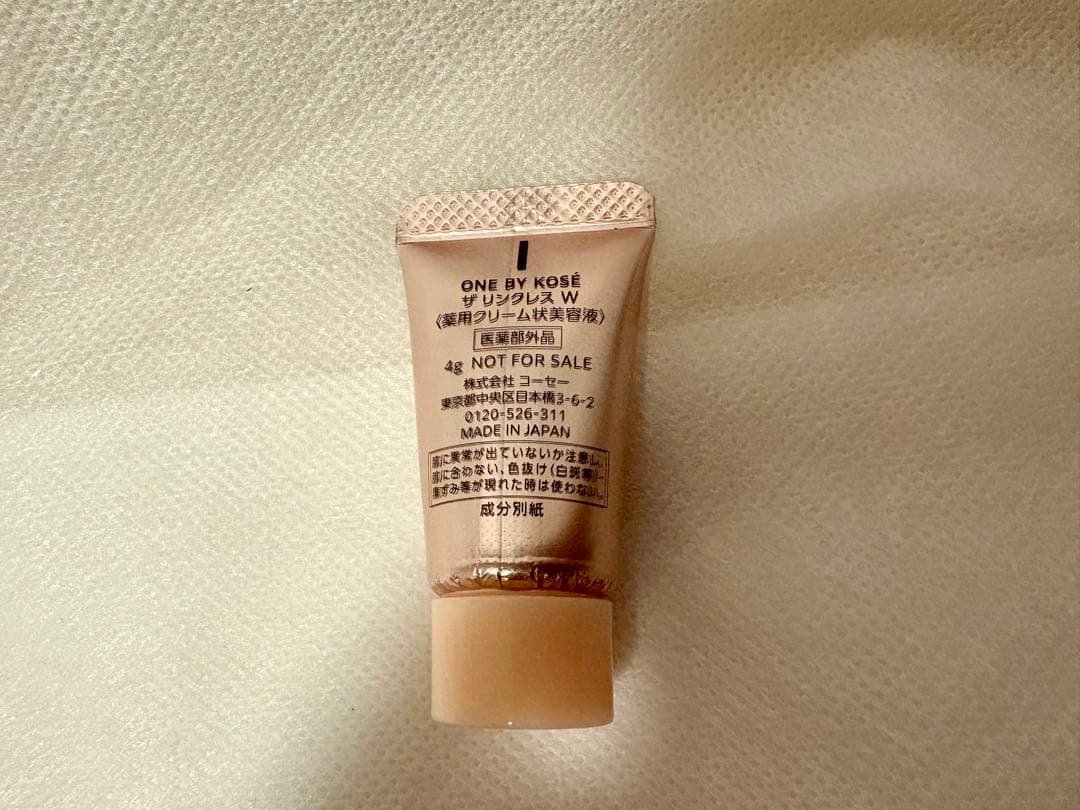 ONE BY KOSÉ
ザ リンクレス W
〈薬用クリーム状美容液〉
医薬部外品
4g NOT FOR SALE
株式会社 コーセー
東京都中央区日本橋3-6-2
0120-526-311
MADE IN JAPAN
肌に異常が出ていないか注意し、
肌に合わない、色抜け(白斑等)・
黒ずみ等が現れた時は使わない。
成分別紙